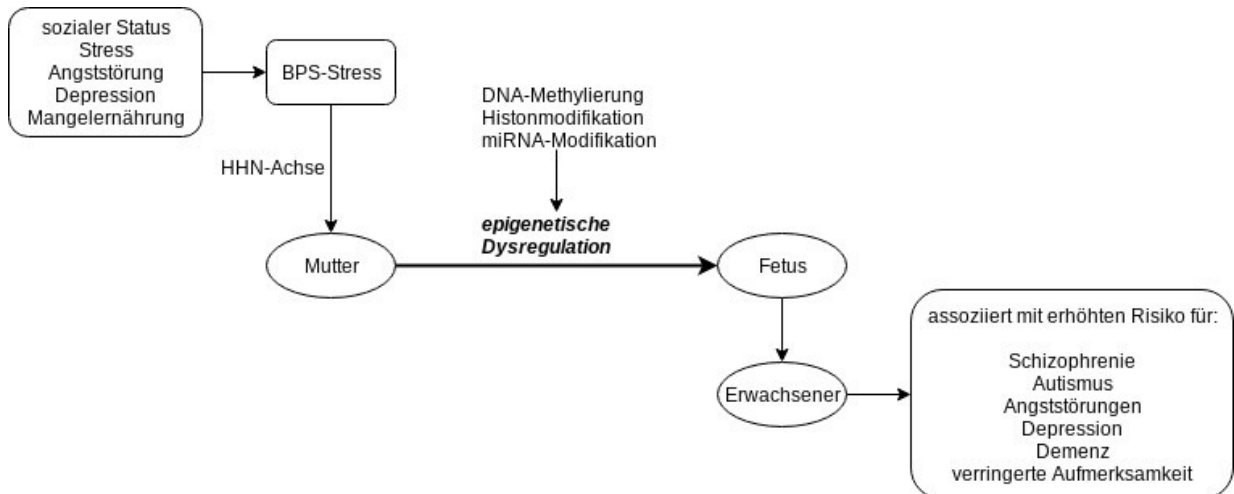 sozialer Status
Stress
Angststörung
Depression
Mangelernährung
BPS-Stress
HHN-Achse
DNA-Methylierung
Histonmodifikation
miRNA-Modifikation
epigenetische
Dysregulation
Mutter
Fetus
Erwachsener
assoziiert mit erhöhten Risiko für:
Schizophrenie
Autismus
Angststörungen
Depression
Demenz
verringerte Aufmerksamkeit